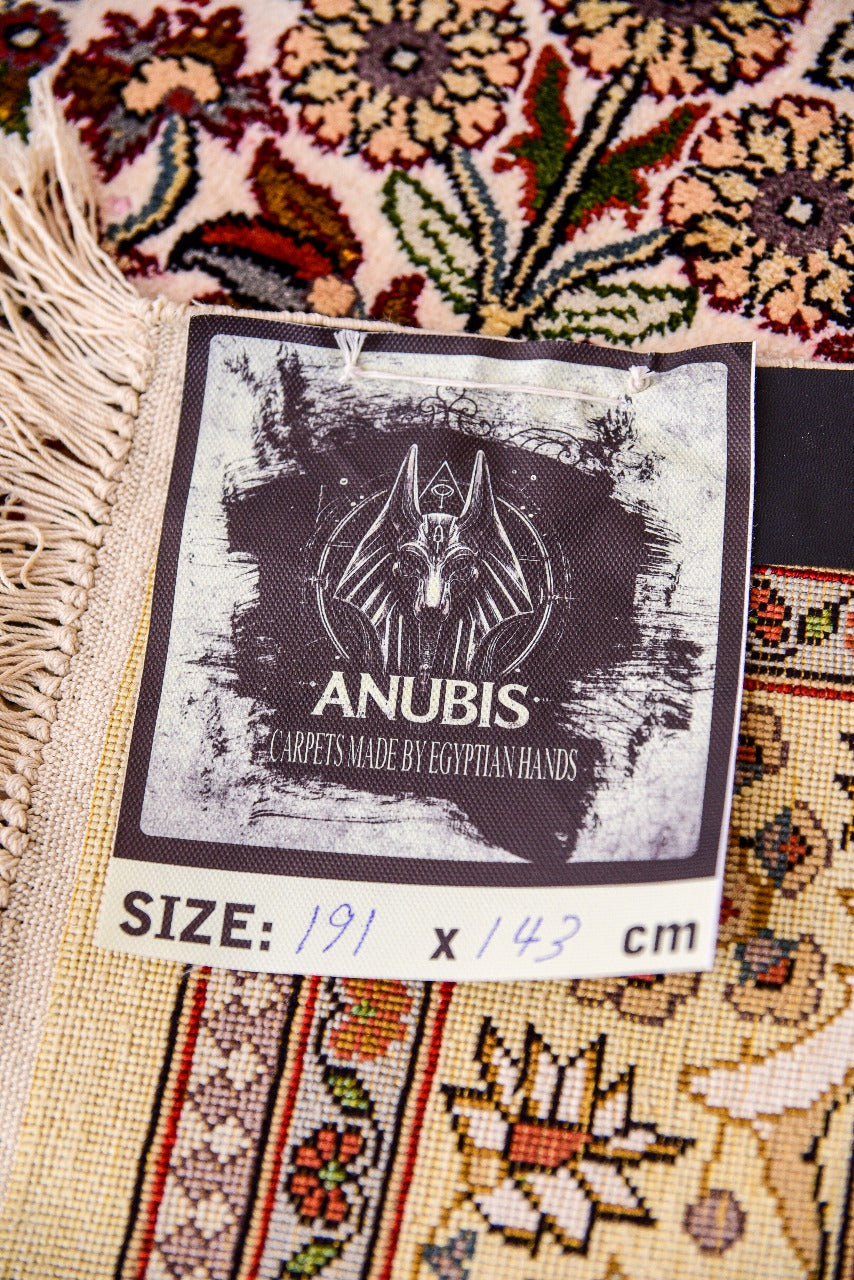 ANUBIS
CARPETS MADE BY EGYPTIAN HANDS
SIZE: 191 x 143 cm